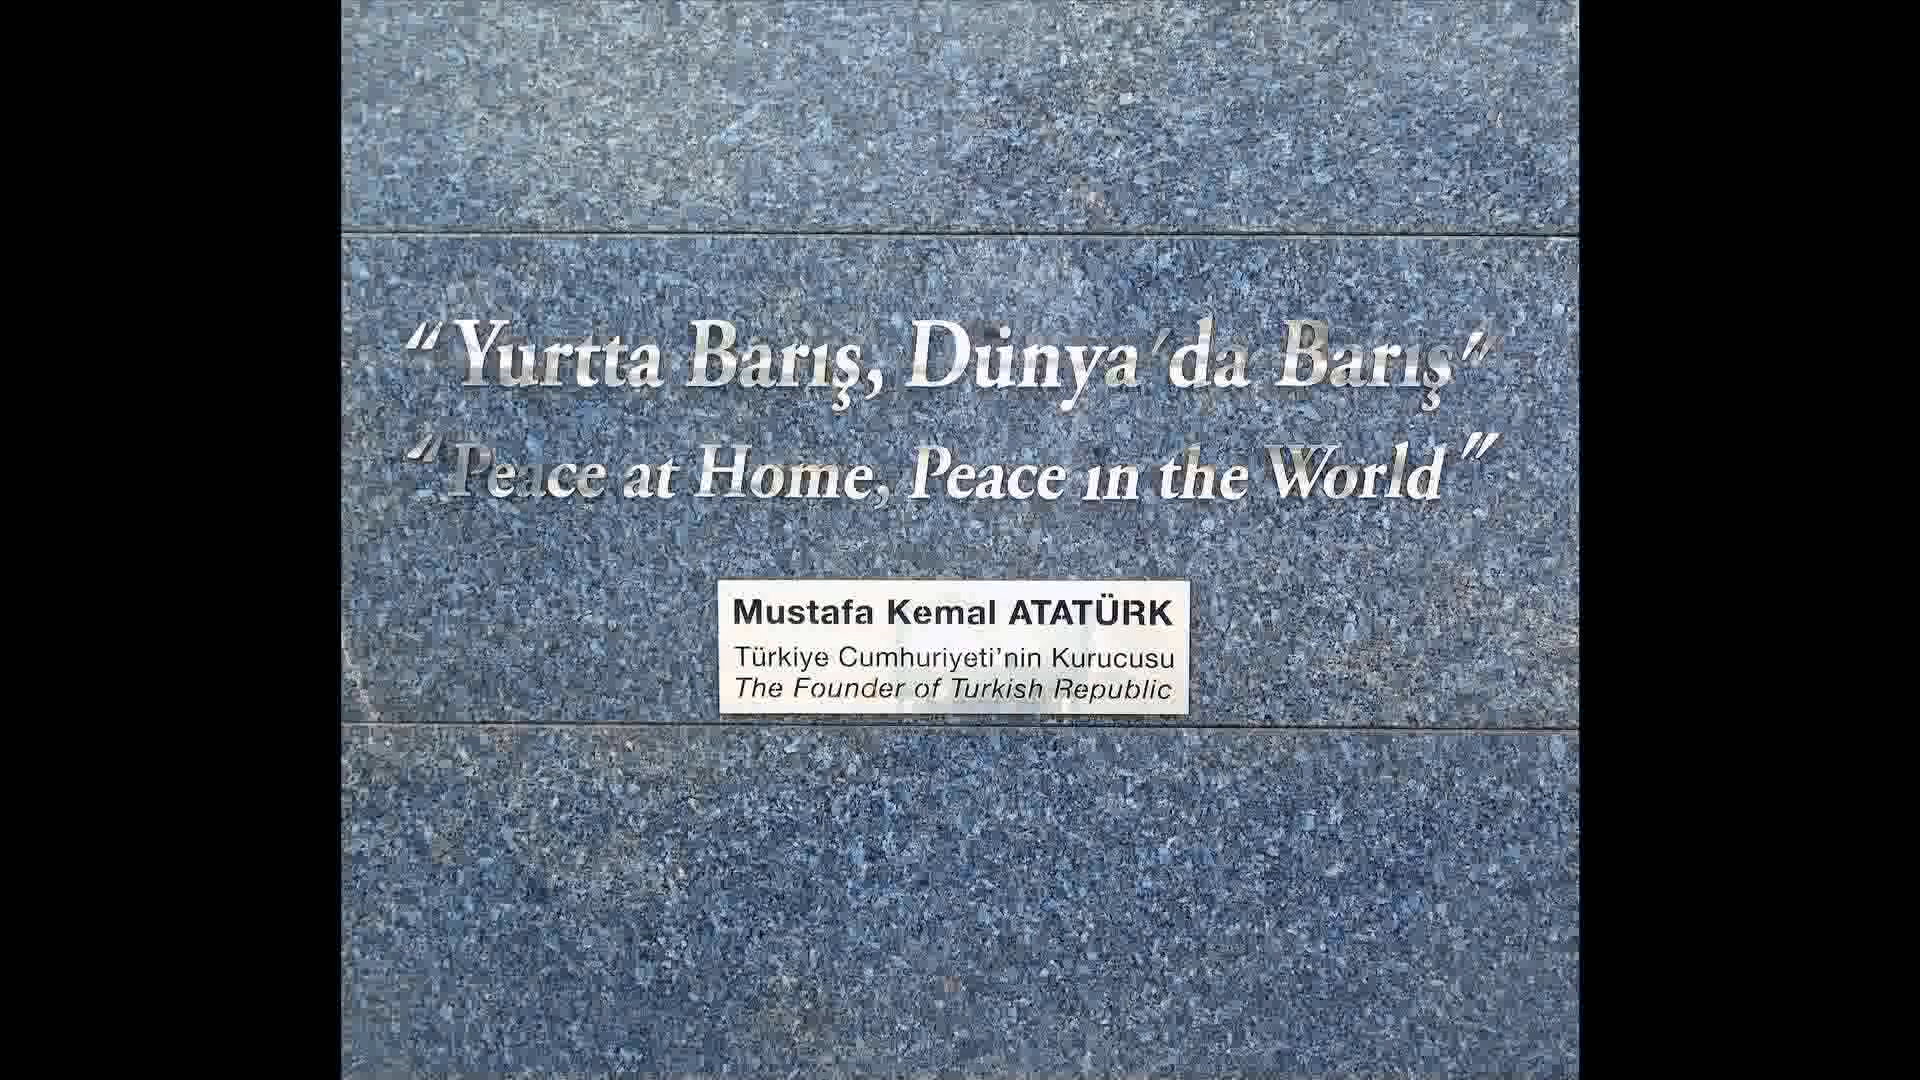 “Yurtta Barış, Dünya'da Barış”
“Peace at Home, Peace in the World”
Mustafa Kemal ATATÜRK
Türkiye Cumhuriyeti'nin Kurucusu
The Founder of Turkish Republic